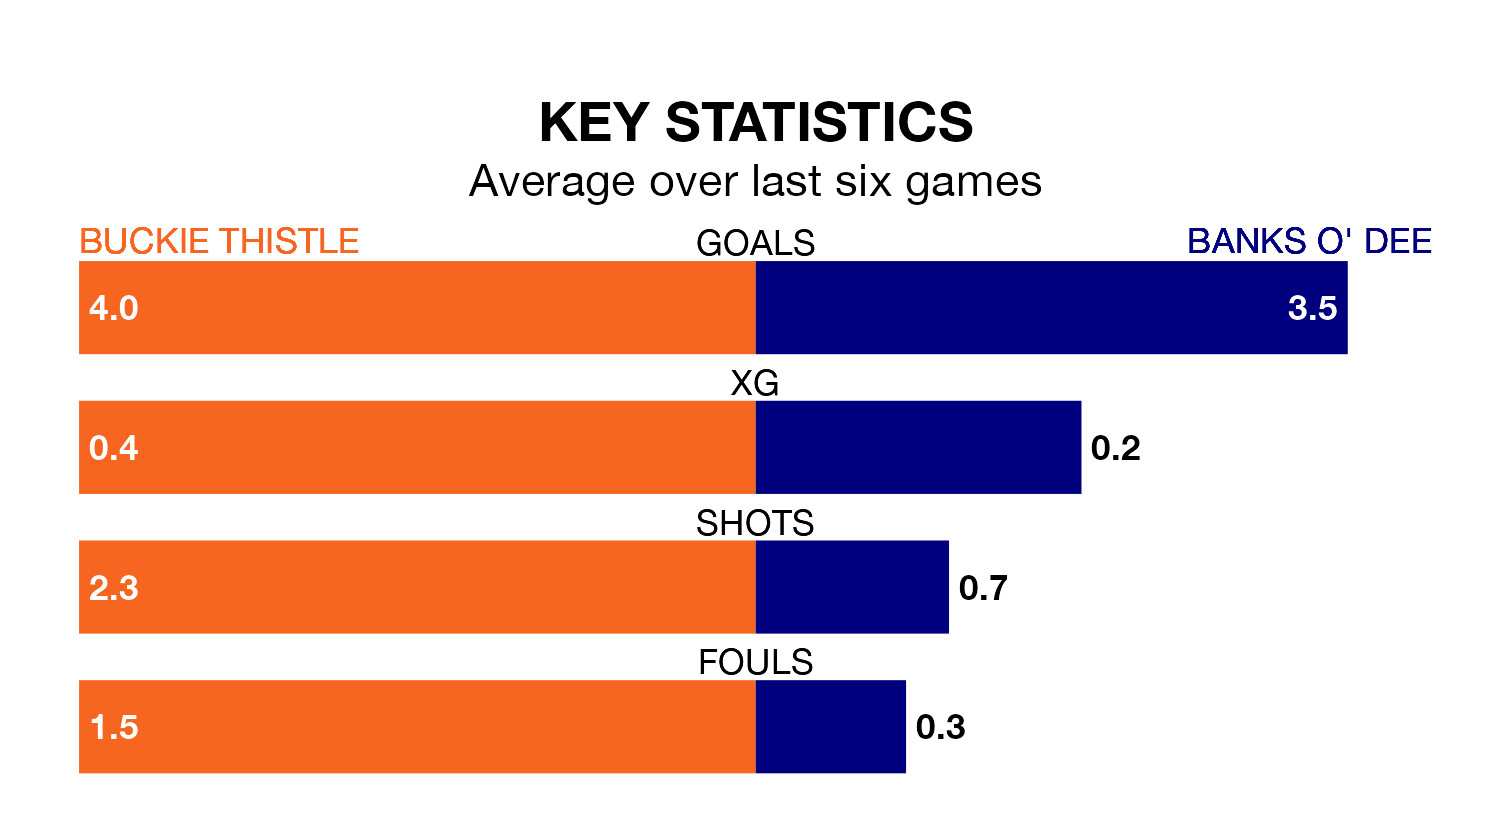 KEY STATISTICS
Average over last six games
BUCKIE THISTLE GOALS BANKS O' DEE
4.0 3.5
XG
0.4 0.2
SHOTS
2.3 0.7
FOULS
1.5 0.3